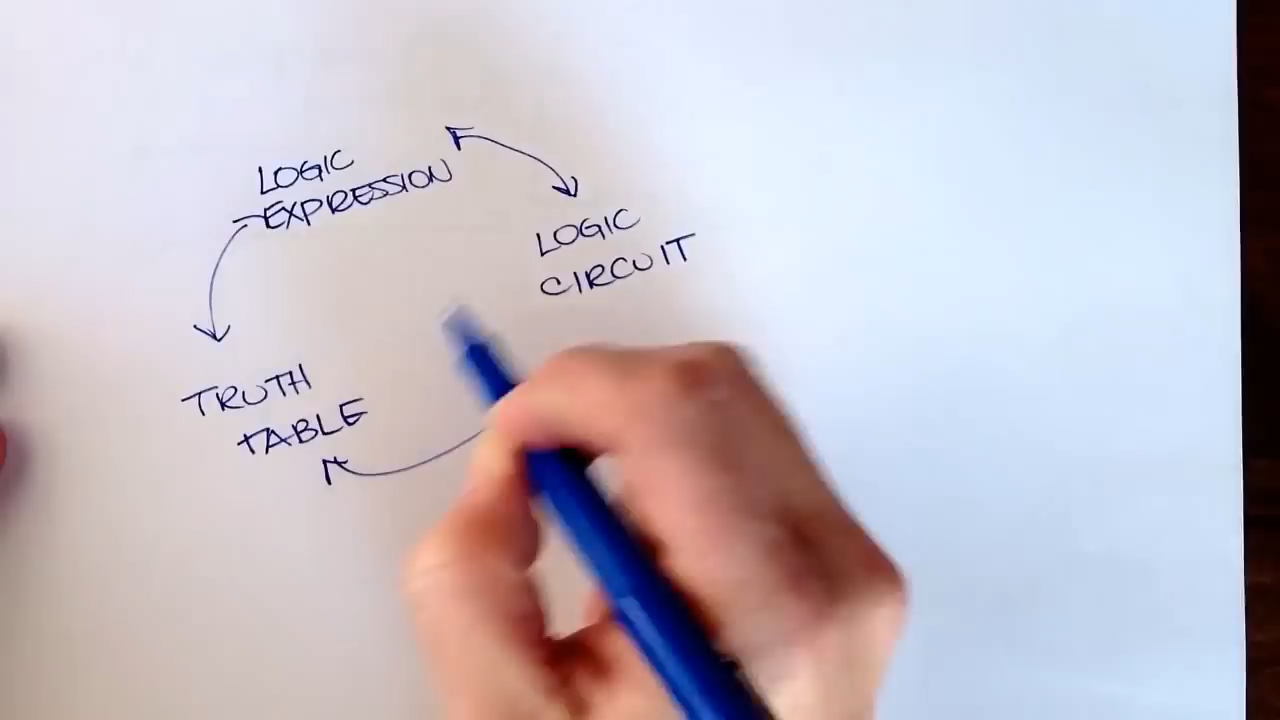 LOGIC
EXPRESSION
LOGIC
CIRCUIT
TRUTH
TABLE